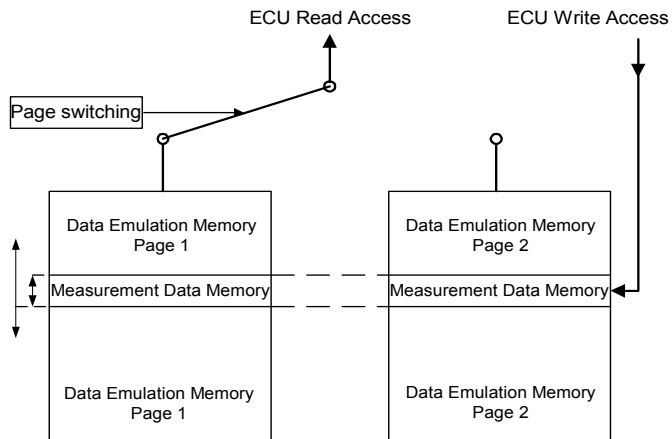 ECU Read Access
ECU Write Access
Page switching
Data Emulation Memory
Page 1
Data Emulation Memory
Page 2
Measurement Data Memory
Measurement Data Memory
Data Emulation Memory
Page 1
Data Emulation Memory
Page 2